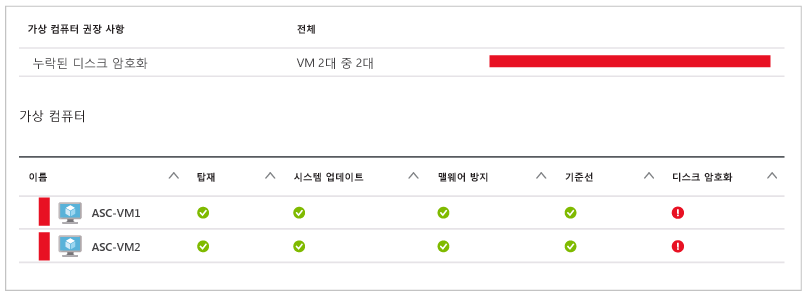 가상 컴퓨터 권장 사항 전체
누락된 디스크 암호화 VM 2대 중 2대
가상 컴퓨터
이름 탑재 시스템 업데이트 맬웨어 방지 기준선 디스크 암호화
ASC-VM1
ASC-VM2